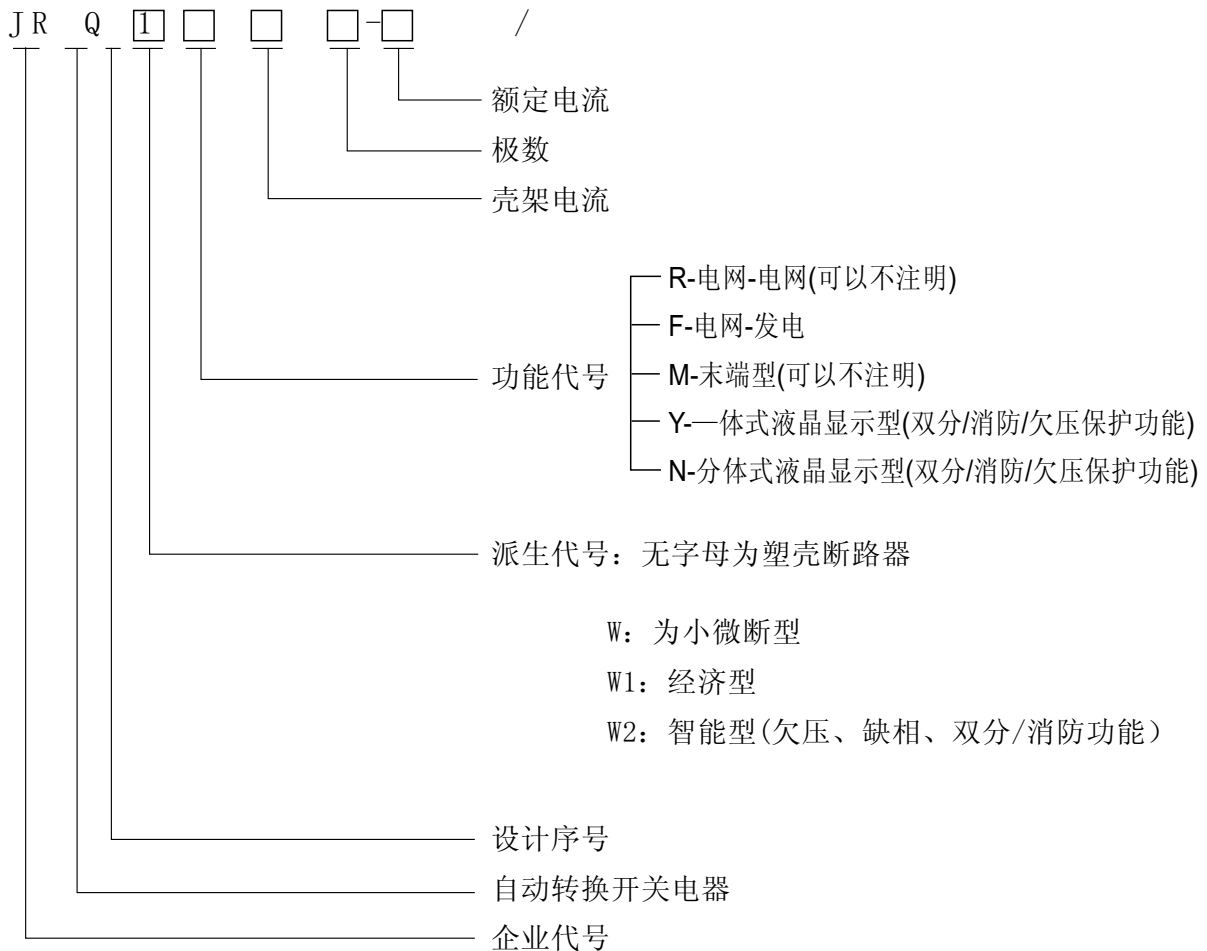 JR Q 1 - /
额定电流
极数
壳架电流
功能代号
R-电网-电网(可以不注明)
F-电网-发电
M-末端型(可以不注明)
Y-一体式液晶显示型(双分/消防/欠压保护功能)
N-分体式液晶显示型(双分/消防/欠压保护功能)
派生代号：无字母为塑壳断路器
W：为小微断型
W1：经济型
W2：智能型(欠压、缺相、双分/消防功能）
设计序号
自动转换开关电器
企业代号